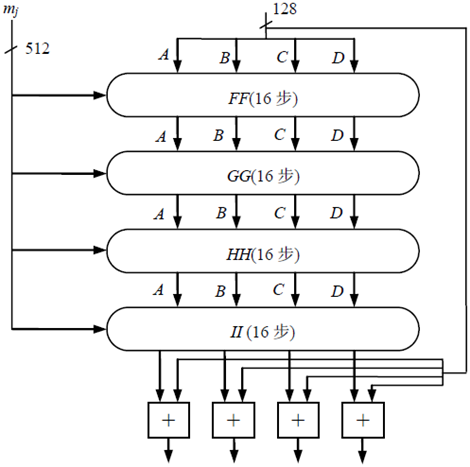 m_j
128
512
A B C D
FF(16 步)
A B C D
GG(16 步)
A B C D
HH(16 步)
A B C D
II (16 步)
+ + + +